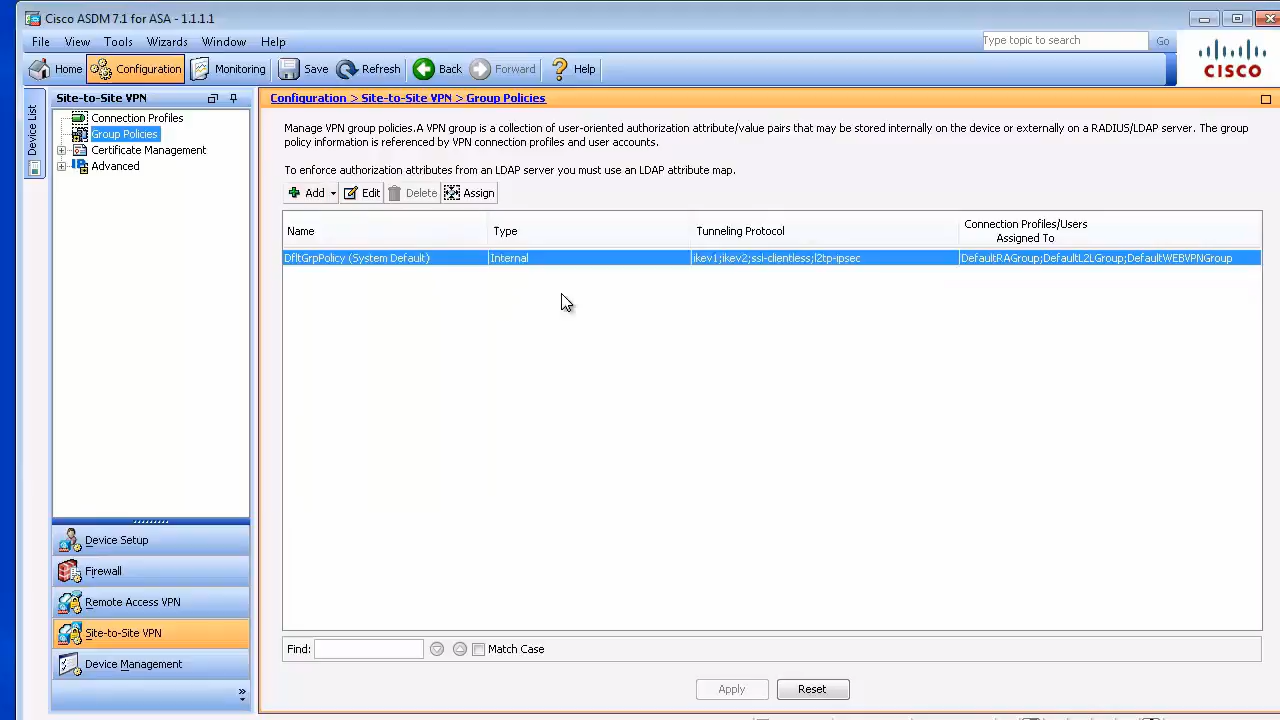 Cisco ASDM 7.1 for ASA - 1.1.1.1
File View Tools Wizards Window Help
Type topic to search Go
Home Configuration Monitoring Save Refresh Back Forward Help
CISCO
Device List
Site-to-Site VPN
Connection Profiles
Group Policies
Certificate Management
Advanced
Device Setup
Firewall
Remote Access VPN
Site-to-Site VPN
Device Management
Configuration > Site-to-Site VPN > Group Policies
Manage VPN group policies.A VPN group is a collection of user-oriented authorization attribute/value pairs that may be stored internally on the device or externally on a RADIUS/LDAP server. The group
policy information is referenced by VPN connection profiles and user accounts.
To enforce authorization attributes from an LDAP server you must use an LDAP attribute map.
Add Edit Delete Assign
Name Type Tunneling Protocol Connection Profiles/Users
Assigned To
DfltGrpPolicy (System Default) Internal ikev1;ikev2;ssl-clientless;l2tp-ipsec DefaultRAGroup;DefaultL2LGroup;DefaultWEBVPNGroup
Find: Match Case
Apply Reset